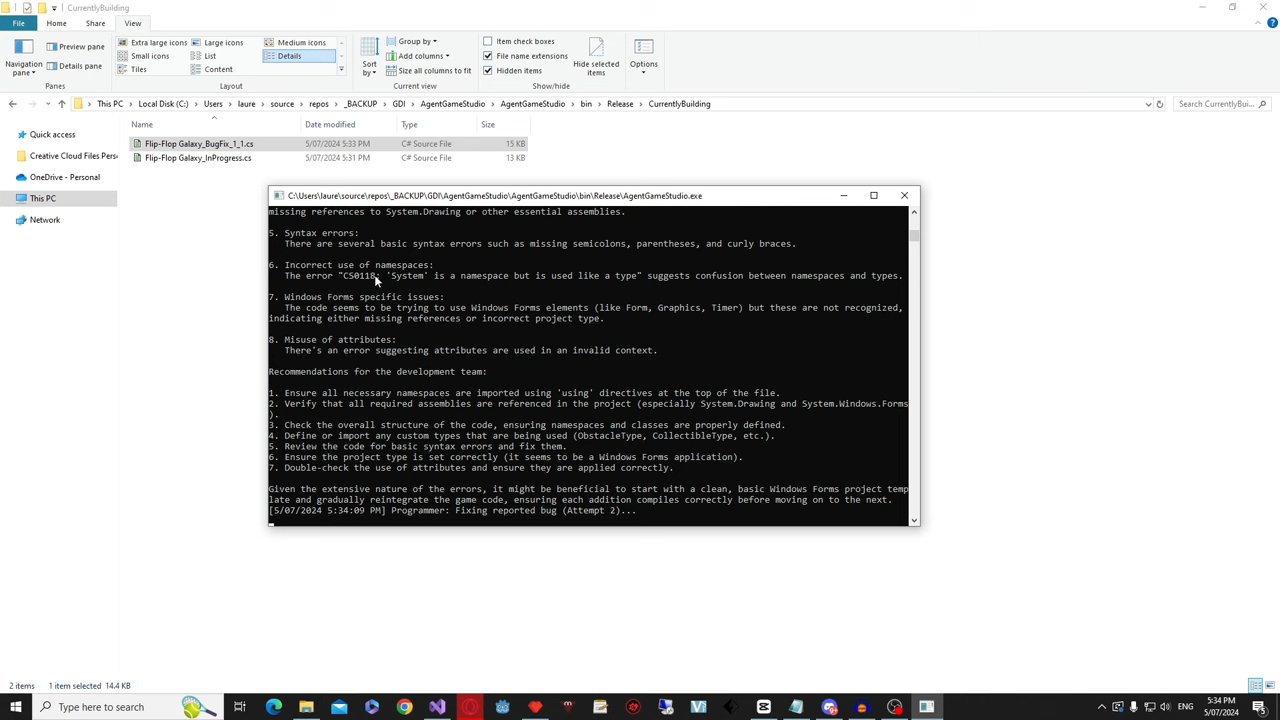 CurrentlyBuilding
File Home Share View
Navigation pane
Preview pane
Details pane
Panes
Extra large icons Large icons Medium icons
Small icons List Details
Tiles Content
Layout
Sort by
Group by
Add columns
Size all columns to fit
Current view
Item check boxes
File name extensions
Hidden items
Hide selected items
Show/hide
Options
This PC Local Disk (C:) Users laure source repos _BACKUP GDI AgentGameStudio AgentGameStudio bin Release CurrentlyBuilding
Search CurrentlyBui...
Quick access
Creative Cloud Files Pers
OneDrive - Personal
This PC
Network
Name Date modified Type Size
Flip-Flop Galaxy_BugFix_1_1.cs 5/07/2024 5:33 PM C# Source File 15 KB
Flip-Flop Galaxy_InProgress.cs 5/07/2024 5:31 PM C# Source File 13 KB
C:\Users\laure\source\repos\_BACKUP\GDI\AgentGameStudio\AgentGameStudio\bin\Release\AgentGameStudio.exe
missing references to System.Drawing or other essential assemblies.
5. Syntax errors:
There are several basic syntax errors such as missing semicolons, parentheses, and curly braces.
6. Incorrect use of namespaces:
The error "CS0118: 'System' is a namespace but is used like a type" suggests confusion between namespaces and types.
7. Windows Forms specific issues:
The code seems to be trying to use Windows Forms elements (like Form, Graphics, Timer) but these are not recognized,
indicating either missing references or incorrect project type.
8. Misuse of attributes:
There's an error suggesting attributes are used in an invalid context.
Recommendations for the development team:
1. Ensure all necessary namespaces are imported using 'using' directives at the top of the file.
2. Verify that all required assemblies are referenced in the project (especially System.Drawing and System.Windows.Forms
).
3. Check the overall structure of the code, ensuring namespaces and classes are properly defined.
4. Define or import any custom types that are being used (ObstacleType, CollectibleType, etc.).
5. Review the code for basic syntax errors and fix them.
6. Ensure the project type is set correctly (it seems to be a Windows Forms application).
7. Double-check the use of attributes and ensure they are applied correctly.
Given the extensive nature of the errors, it might be beneficial to start with a clean, basic Windows Forms project temp
late and gradually reintegrate the game code, ensuring each addition compiles correctly before moving on to the next.
[5/07/2024 5:34:09 PM] Programmer: Fixing reported bug (Attempt 2)...
2 items 1 item selected 14.4 KB
Type here to search
ENG
5:34 PM
5/07/2024